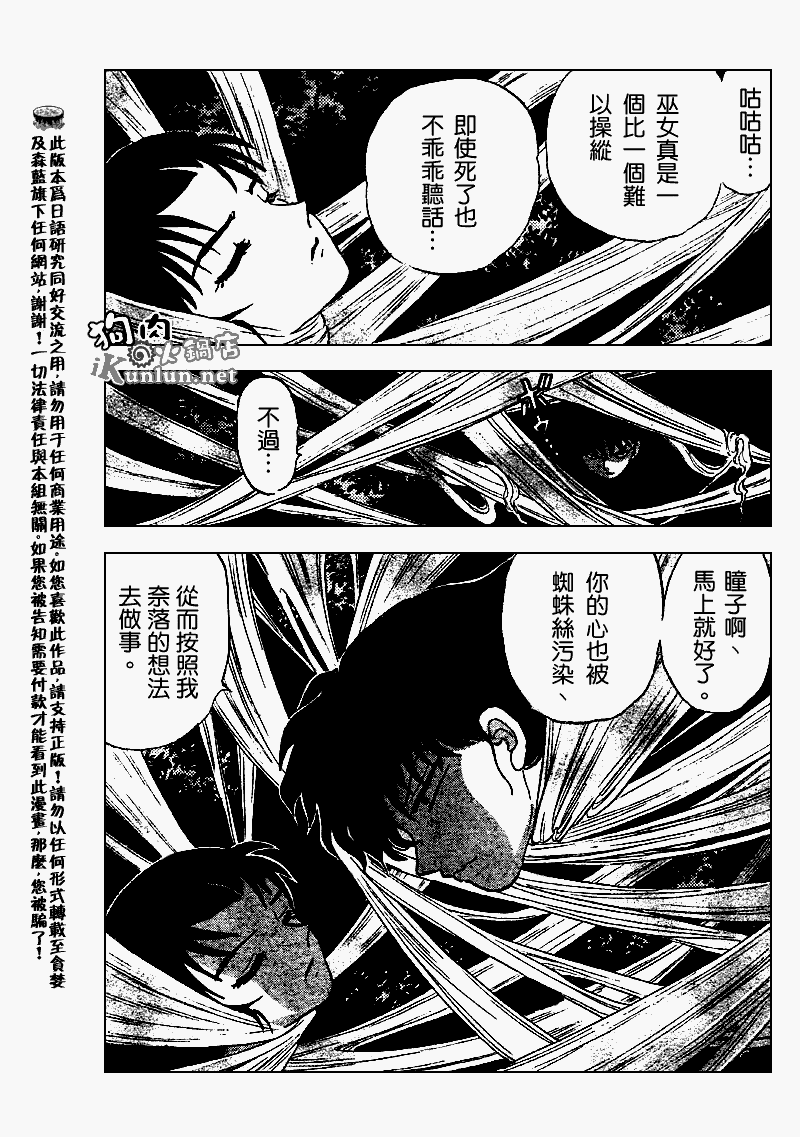 咕咕咕…
巫女真是一
個比一個難
以操縱
即使死了也
不乖乖聽話…
ボウ…
不過…
瞳子啊、
馬上就好了。
你的心也被
蜘蛛絲污染、
從而按照我
奈落的想法
去做事。
此版本爲日語研究同好交流之用,請勿用于任何商業用途。如您喜歡此作品,請支持正版!請勿以任何形式轉載至貪婪
及森藍旗下任何網站,謝謝!一切法律責任與本組無關。如果您被告知需要付款才能看到此漫畫,那麼,您被騙了!
狗肉
火鍋店
iKunlun.net